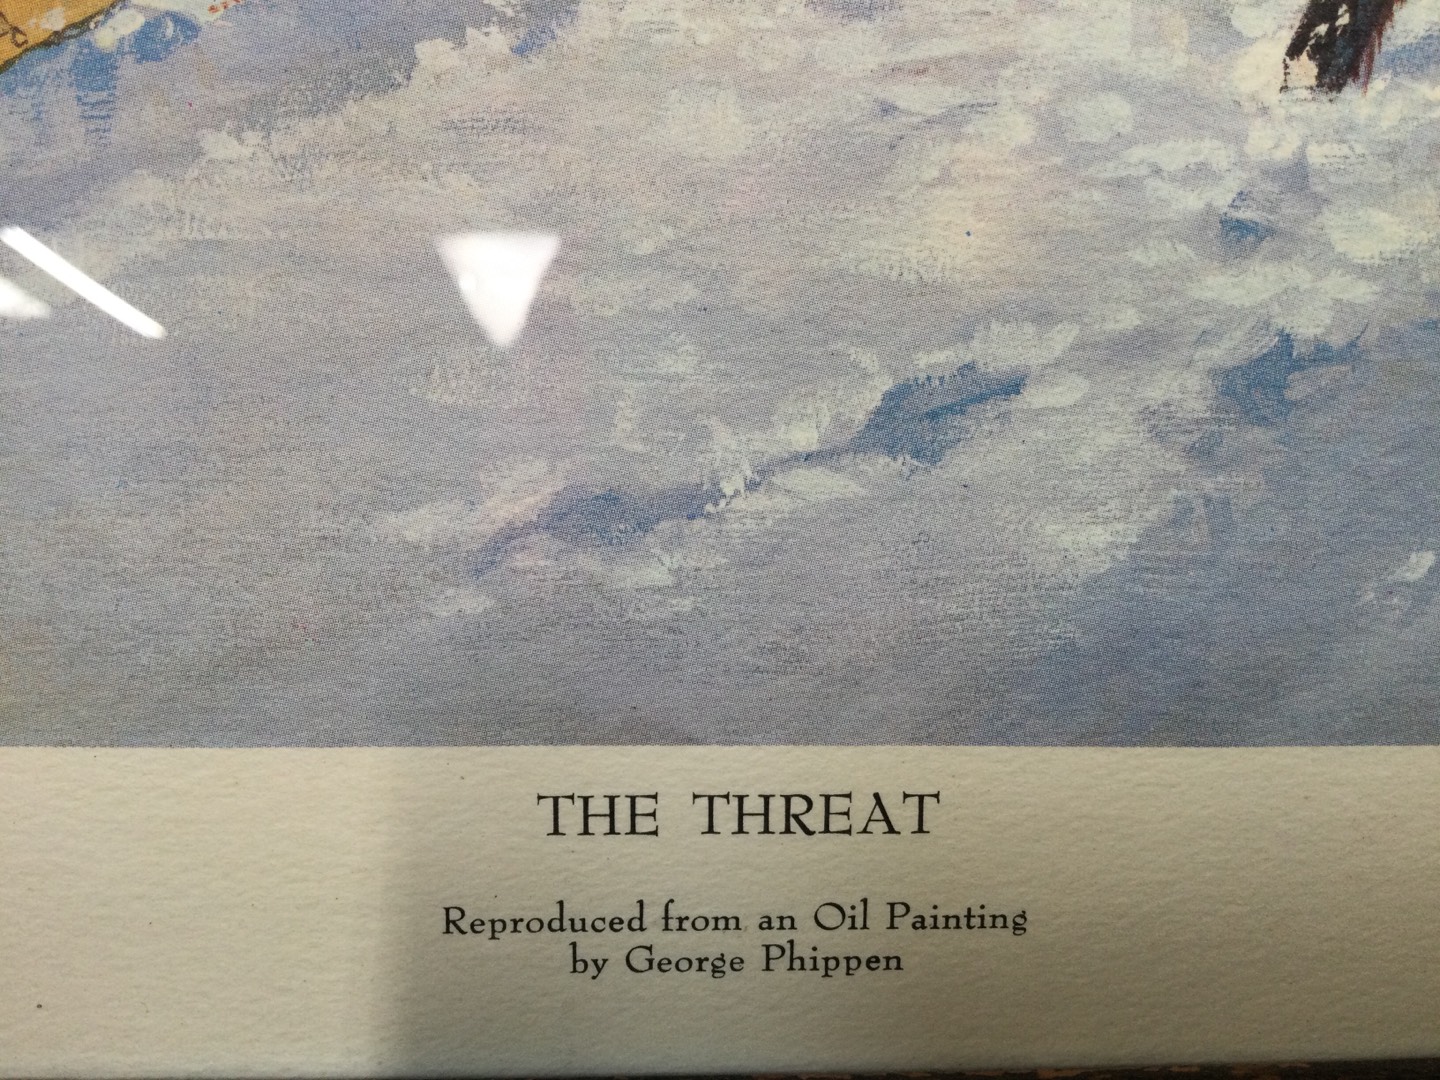 THE THREAT
Reproduced from an Oil Painting
by George Phippen